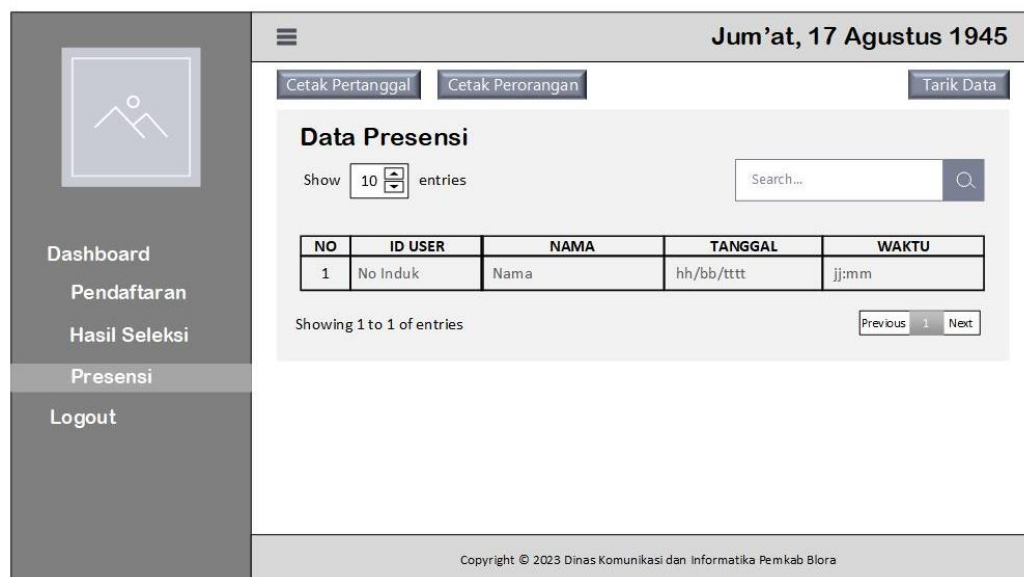 Jum'at, 17 Agustus 1945
Cetak Pertanggal Cetak Perorangan Tarik Data
Data Presensi
Show 10 entries Search...
NO ID USER NAMA TANGGAL WAKTU
1 No Induk Nama hh/bb/tttt jj:mm
Showing 1 to 1 of entries Previous 1 Next
Dashboard
Pendaftaran
Hasil Seleksi
Presensi
Logout
Copyright © 2023 Dinas Komunikasi dan Informatika Pemkab Blora